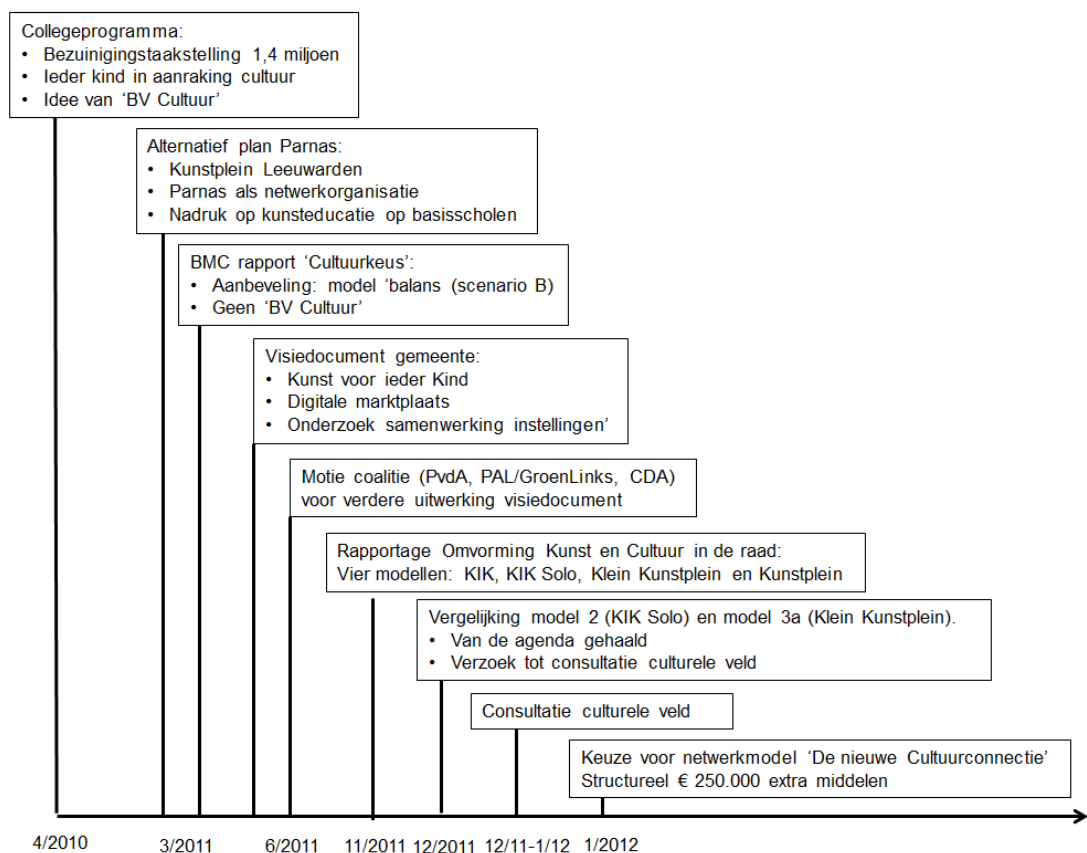 Collegeprogramma:
• Bezuinigingstaakstelling 1,4 miljoen
• Ieder kind in aanraking cultuur
• Idee van ‘BV Cultuur’
Alternatief plan Parnas:
• Kunstplein Leeuwarden
• Parnas als netwerkorganisatie
• Nadruk op kunsteducatie op basisscholen
BMC rapport ‘Cultuurkeus’:
• Aanbeveling: model ‘balans (scenario B)
• Geen ‘BV Cultuur’
Visiedocument gemeente:
• Kunst voor ieder Kind
• Digitale marktplaats
• Onderzoek samenwerking instellingen’
Motie coalitie (PvdA, PAL/GroenLinks, CDA)
voor verdere uitwerking visiedocument
Rapportage Omvorming Kunst en Cultuur in de raad:
Vier modellen: KIK, KIK Solo, Klein Kunstplein en Kunstplein
Vergelijking model 2 (KIK Solo) en model 3a (Klein Kunstplein).
• Van de agenda gehaald
• Verzoek tot consultatie culturele veld
Consultatie culturele veld
Keuze voor netwerkmodel ‘De nieuwe Cultuurconnectie’
Structureel € 250.000 extra middelen
4/2010 3/2011 6/2011 11/2011 12/2011 12/11-1/12 1/2012